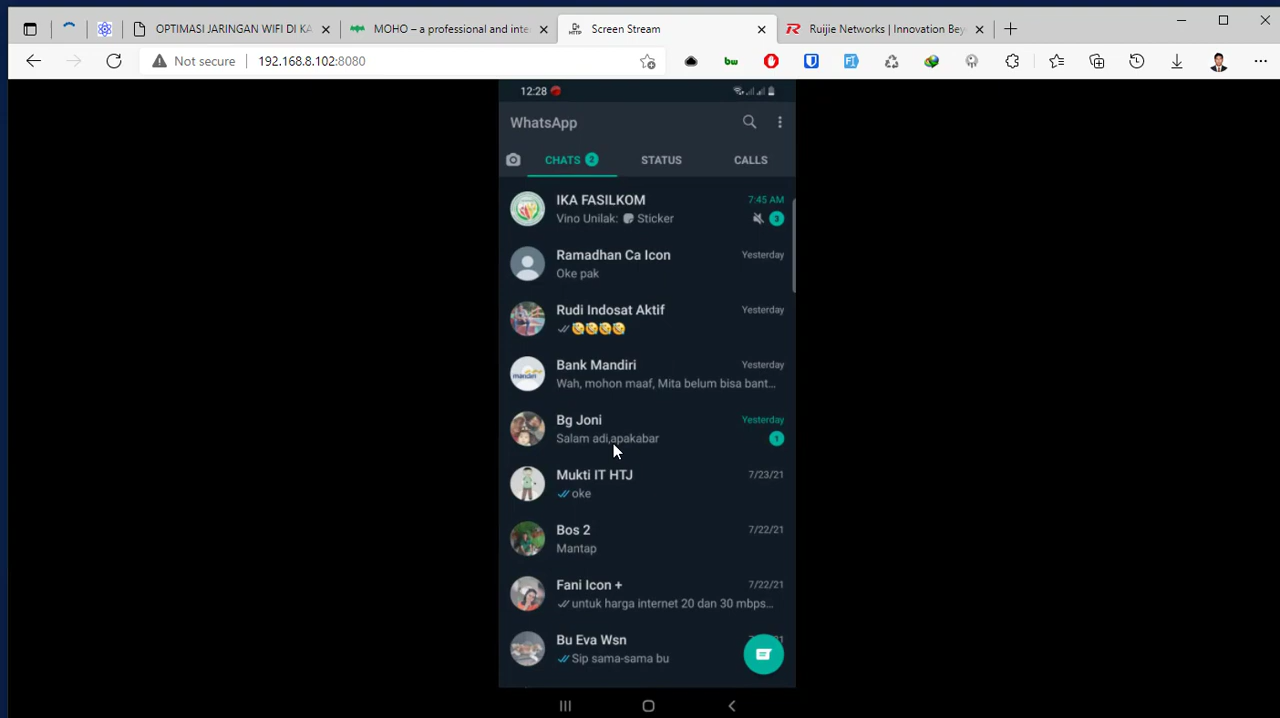 OPTIMASI JARINGAN WIFI DI KA
MOHO – a professional and inte
HTTP
Screen Stream
Ruijie Networks | Innovation Bey
Not secure
192.168.8.102:8080
bw
12:28
WhatsApp
CHATS 2
STATUS
CALLS
IKA FASILKOM
7:45 AM
Vino Unilak: Sticker
3
Ramadhan Ca Icon
Yesterday
Oke pak
Rudi Indosat Aktif
Yesterday
🤣🤣🤣🤣
mandiri
Bank Mandiri
Yesterday
Wah, mohon maaf, Mita belum bisa bant...
Bg Joni
Yesterday
Salam adi,apakabar
1
Mukti IT HTJ
7/23/21
oke
Bos 2
7/22/21
Mantap
Fani Icon +
7/22/21
untuk harga internet 20 dan 30 mbps...
Bu Eva Wsn
Sip sama-sama bu